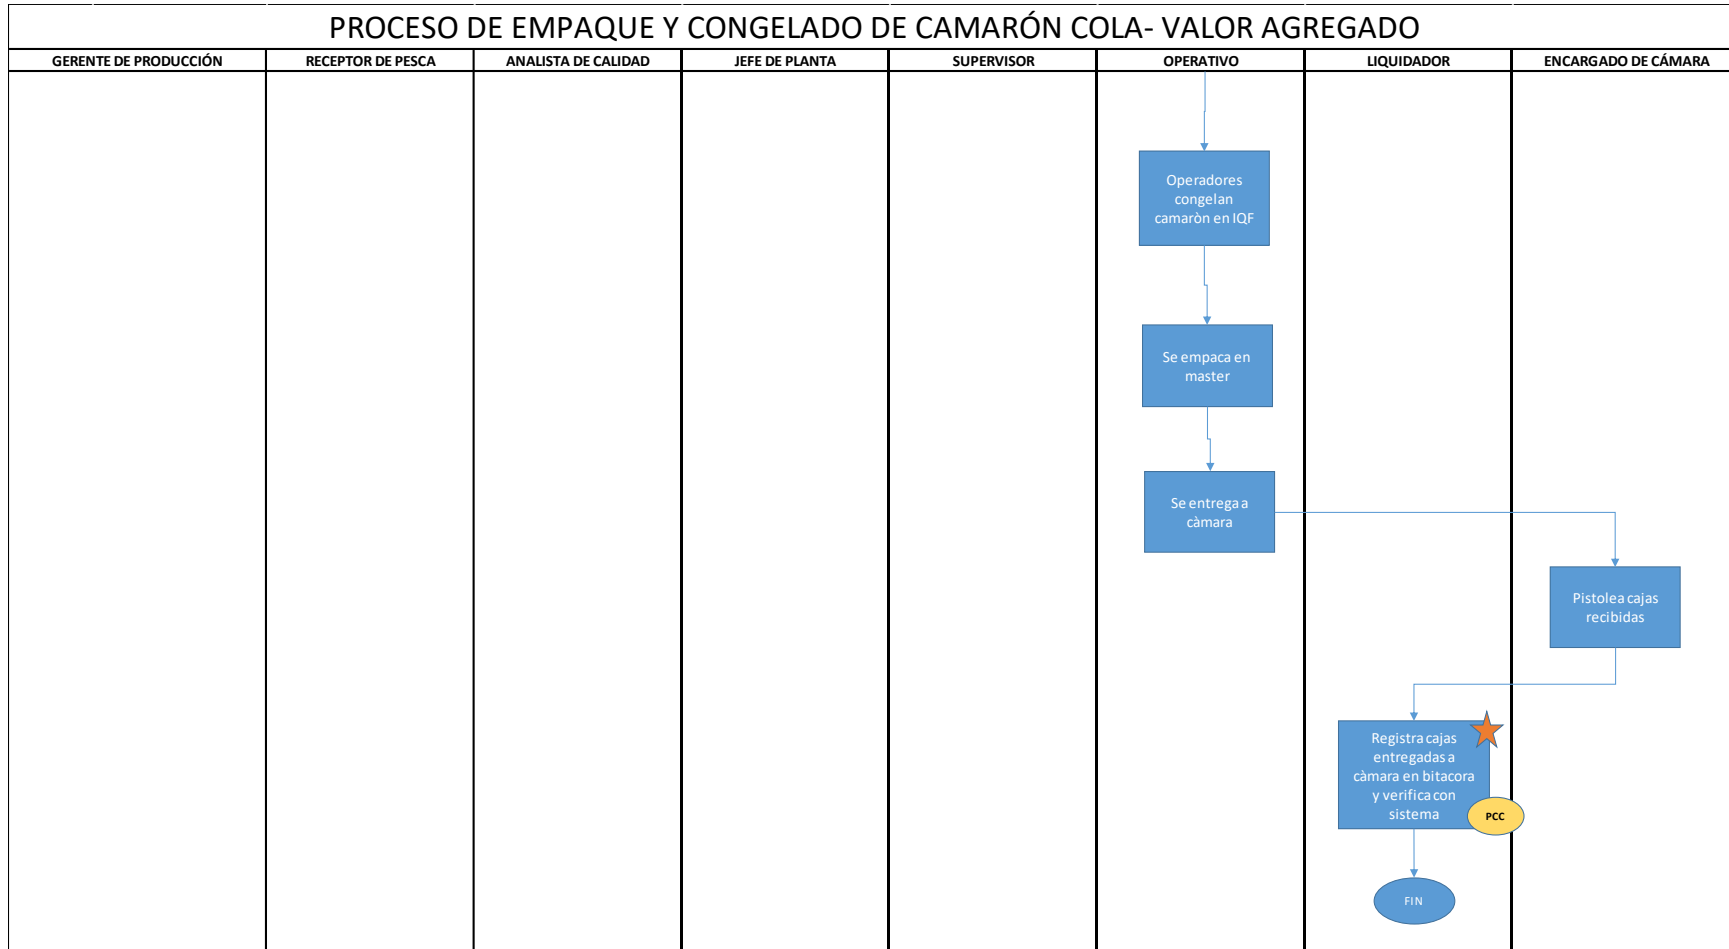 PROCESO DE EMPAQUE Y CONGELADO DE CAMARÓN COLA- VALOR AGREGADO
GERENTE DE PRODUCCIÓN
RECEPTOR DE PESCA
ANALISTA DE CALIDAD
JEFE DE PLANTA
SUPERVISOR
OPERATIVO
LIQUIDADOR
ENCARGADO DE CÁMARA
Operadores
congelan
camaròn en IQF
Se empaca en
master
Se entrega a
càmara
Pistolea cajas
recibidas
Registra cajas
entregadas a
càmara en bitacora
y verifica con
sistema
PCC
FIN